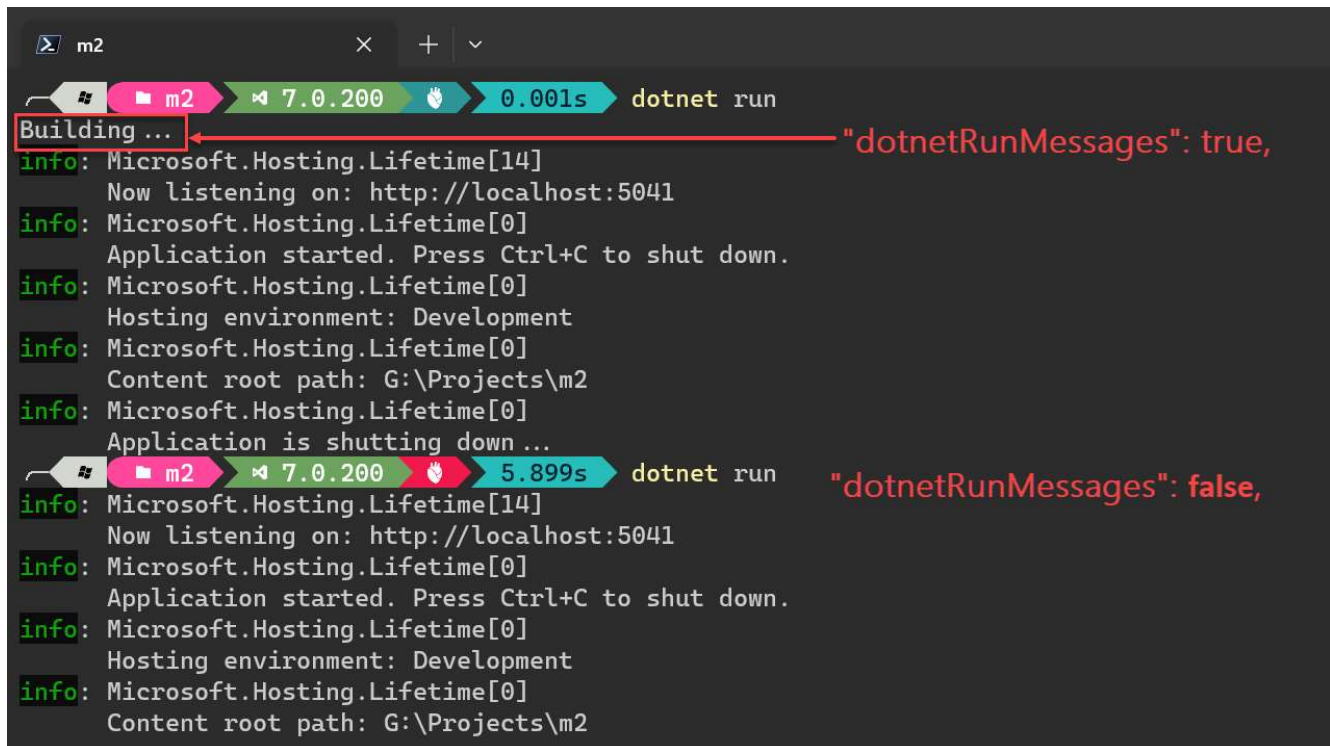 m2
m2 7.0.200 0.001s dotnet run
Building ... "dotnetRunMessages": true,
info: Microsoft.Hosting.Lifetime[14]
Now listening on: http://localhost:5041
info: Microsoft.Hosting.Lifetime[0]
Application started. Press Ctrl+C to shut down.
info: Microsoft.Hosting.Lifetime[0]
Hosting environment: Development
info: Microsoft.Hosting.Lifetime[0]
Content root path: G:\Projects\m2
info: Microsoft.Hosting.Lifetime[0]
Application is shutting down ...
m2 7.0.200 5.899s dotnet run "dotnetRunMessages": false,
info: Microsoft.Hosting.Lifetime[14]
Now listening on: http://localhost:5041
info: Microsoft.Hosting.Lifetime[0]
Application started. Press Ctrl+C to shut down.
info: Microsoft.Hosting.Lifetime[0]
Hosting environment: Development
info: Microsoft.Hosting.Lifetime[0]
Content root path: G:\Projects\m2